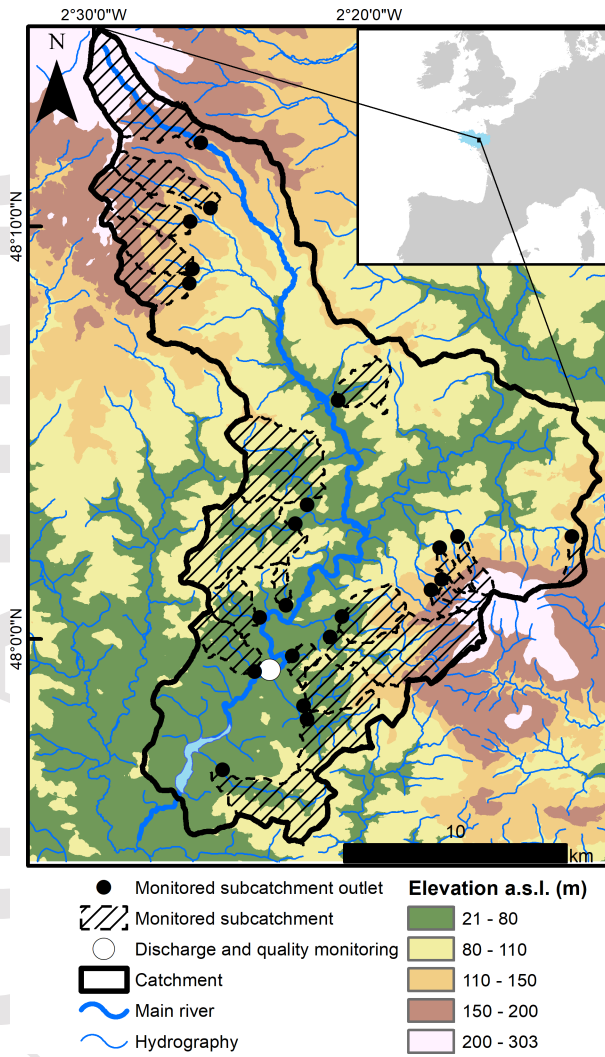 2°30'0"W 2°20'0"W
N
48°10'0"N
48°0'0"N
10
km
Monitored subcatchment outlet
Monitored subcatchment
Discharge and quality monitoring
Catchment
Main river
Hydrography
Elevation a.s.l. (m)
21 - 80
80 - 110
110 - 150
150 - 200
200 - 303